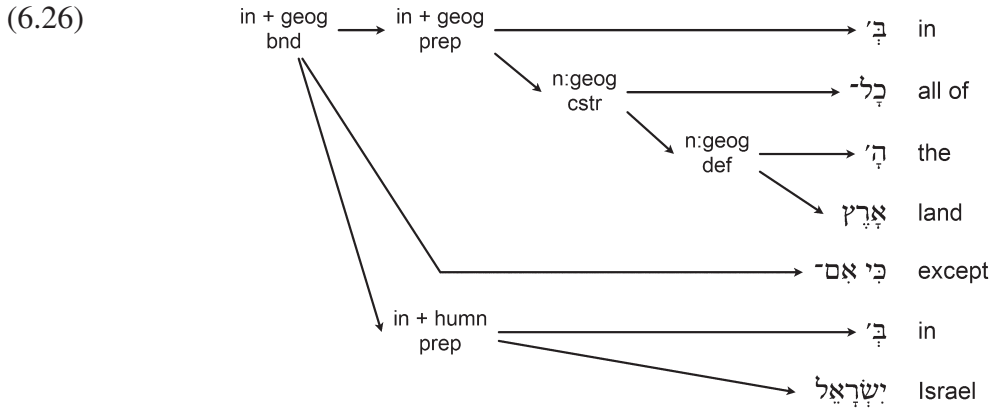 (6.26)
in + geog
bnd
in + geog
prep
בְּ׳ in
n:geog
cstr
כָל־ all of
n:geog
def
הָ׳ the
אָרֶץ land
כִּי אִם־ except
in + humn
prep
בְּ׳ in
יִשְׂרָאֵל Israel